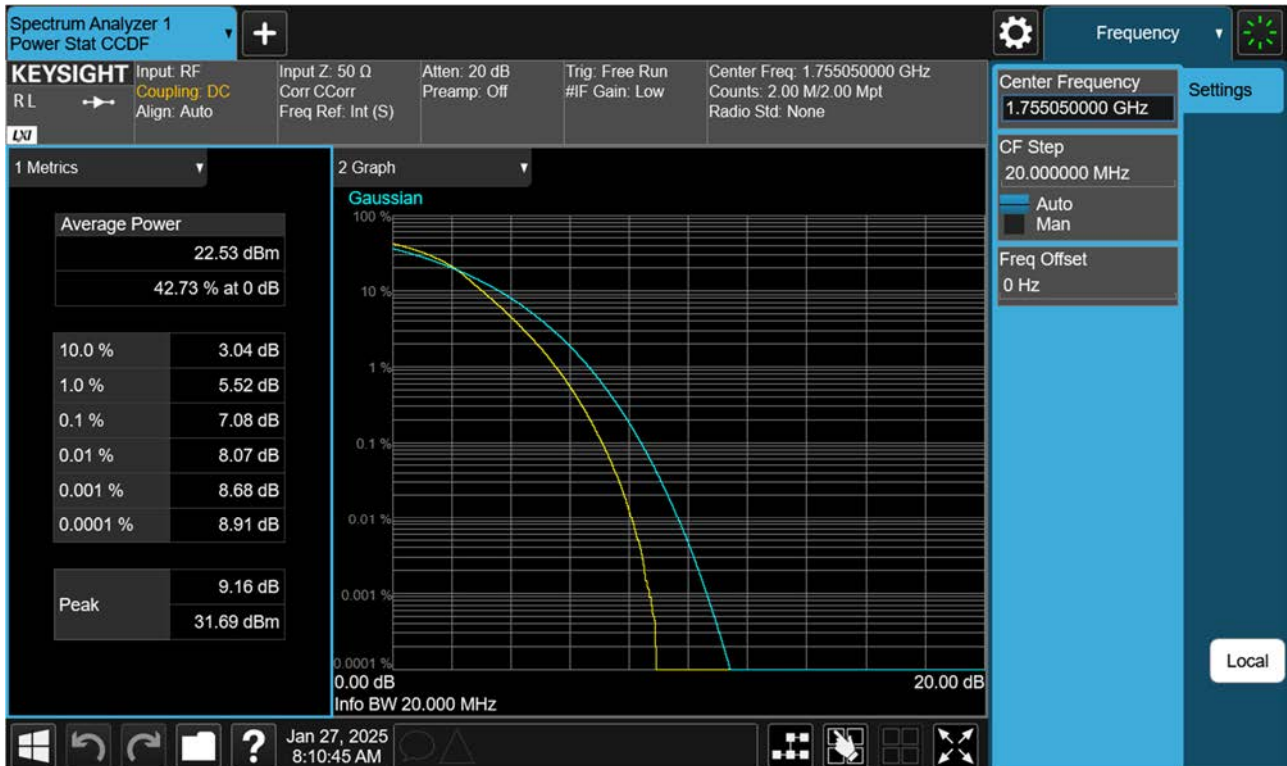 Spectrum Analyzer 1
Power Stat CCDF
Frequency
KEYSIGHT
RL
LXI
Input: RF
Coupling: DC
Align: Auto
Input Z: 50 Ω
Corr CCorr
Freq Ref: Int (S)
Atten: 20 dB
Preamp: Off
Trig: Free Run
#IF Gain: Low
Center Freq: 1.755050000 GHz
Counts: 2.00 M/2.00 Mpt
Radio Std: None
Center Frequency
1.755050000 GHz
Settings
CF Step
20.000000 MHz
Auto
Man
Freq Offset
0 Hz
Local
1 Metrics
Average Power
22.53 dBm
42.73 % at 0 dB
10.0 % 3.04 dB
1.0 % 5.52 dB
0.1 % 7.08 dB
0.01 % 8.07 dB
0.001 % 8.68 dB
0.0001 % 8.91 dB
Peak
9.16 dB
31.69 dBm
2 Graph
Gaussian
100 %
10 %
1 %
0.1 %
0.01 %
0.001 %
0.0001 %
0.00 dB 20.00 dB
Info BW 20.000 MHz
?
Jan 27, 2025
8:10:45 AM